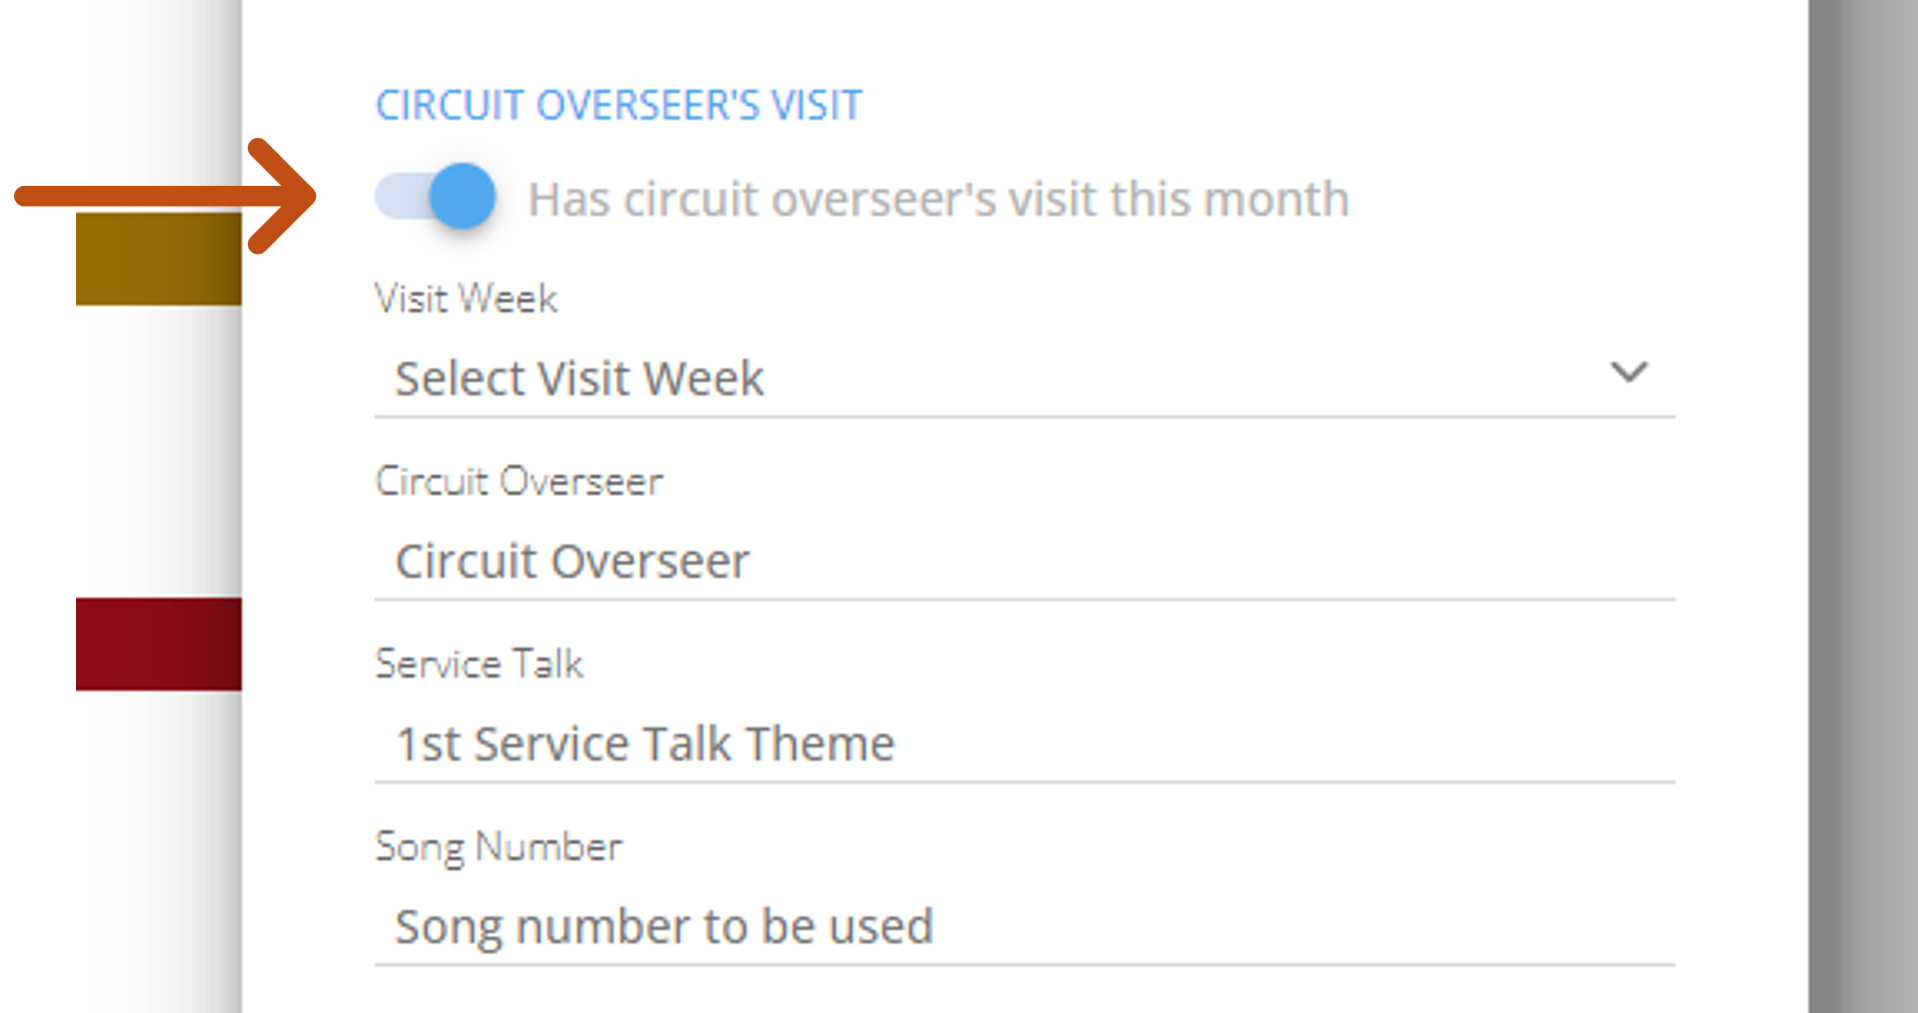 CIRCUIT OVERSEER'S VISIT
Has circuit overseer's visit this month
Visit Week
Select Visit Week
Circuit Overseer
Circuit Overseer
Service Talk
1st Service Talk Theme
Song Number
Song number to be used